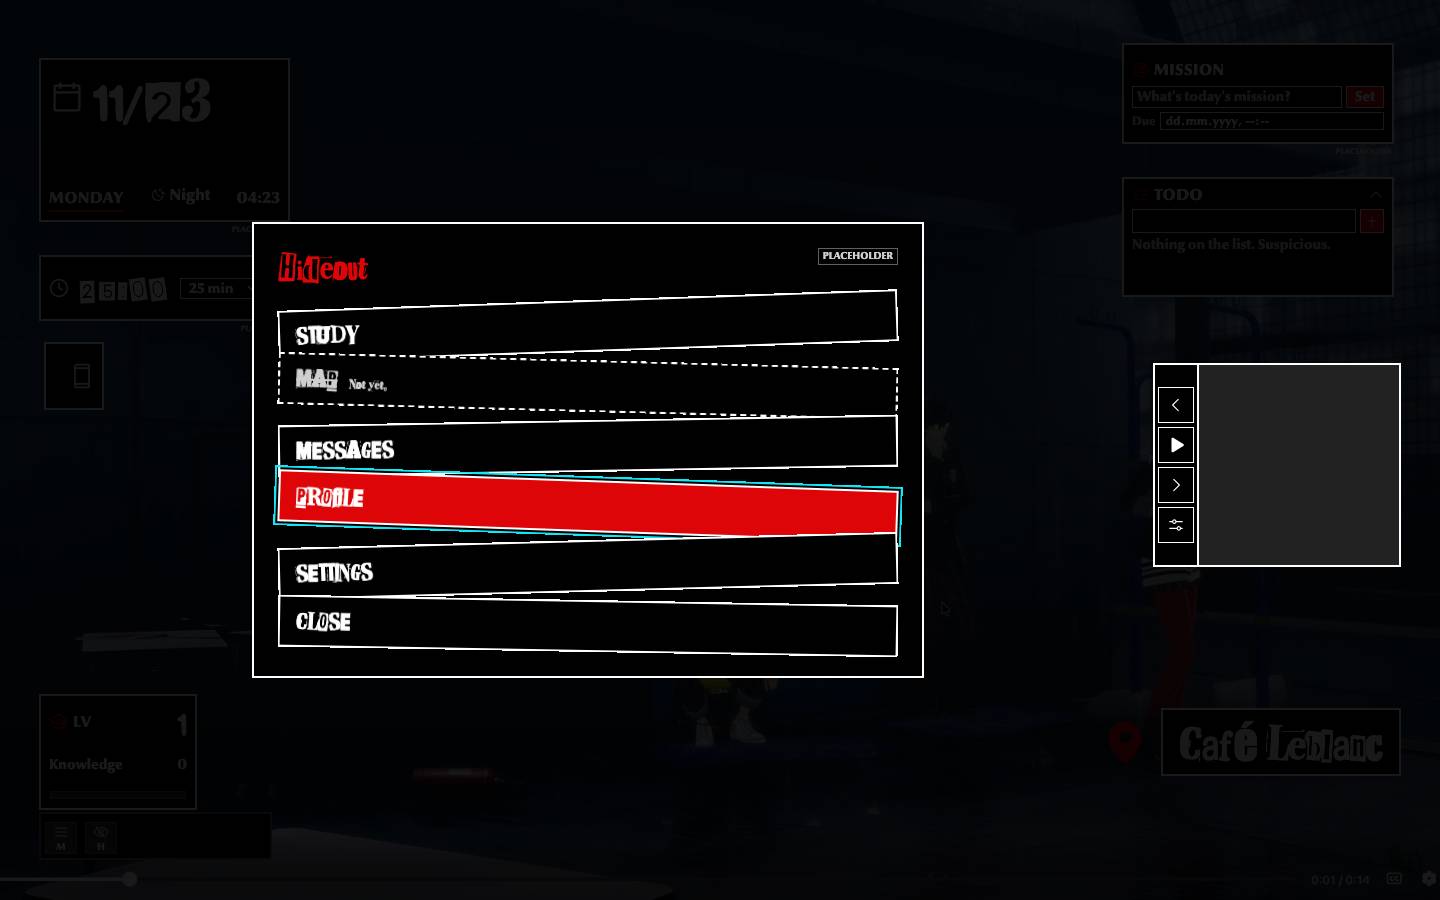 11/23
MONDAY Night 04:23
25:00 25 min
LV 1
Knowledge 0
M H
Hideout PLACEHOLDER
STUDY
MAP Not yet.
MESSAGES
PROfILE
SETTINGS
CLOSE
MISSION
What's today's mission? Set
Due dd.mm.yyyy, --:--
PLACEHOLDER
TODO
+
Nothing on the list. Suspicious.
Café Leblanc
0:01 / 0:14 CC